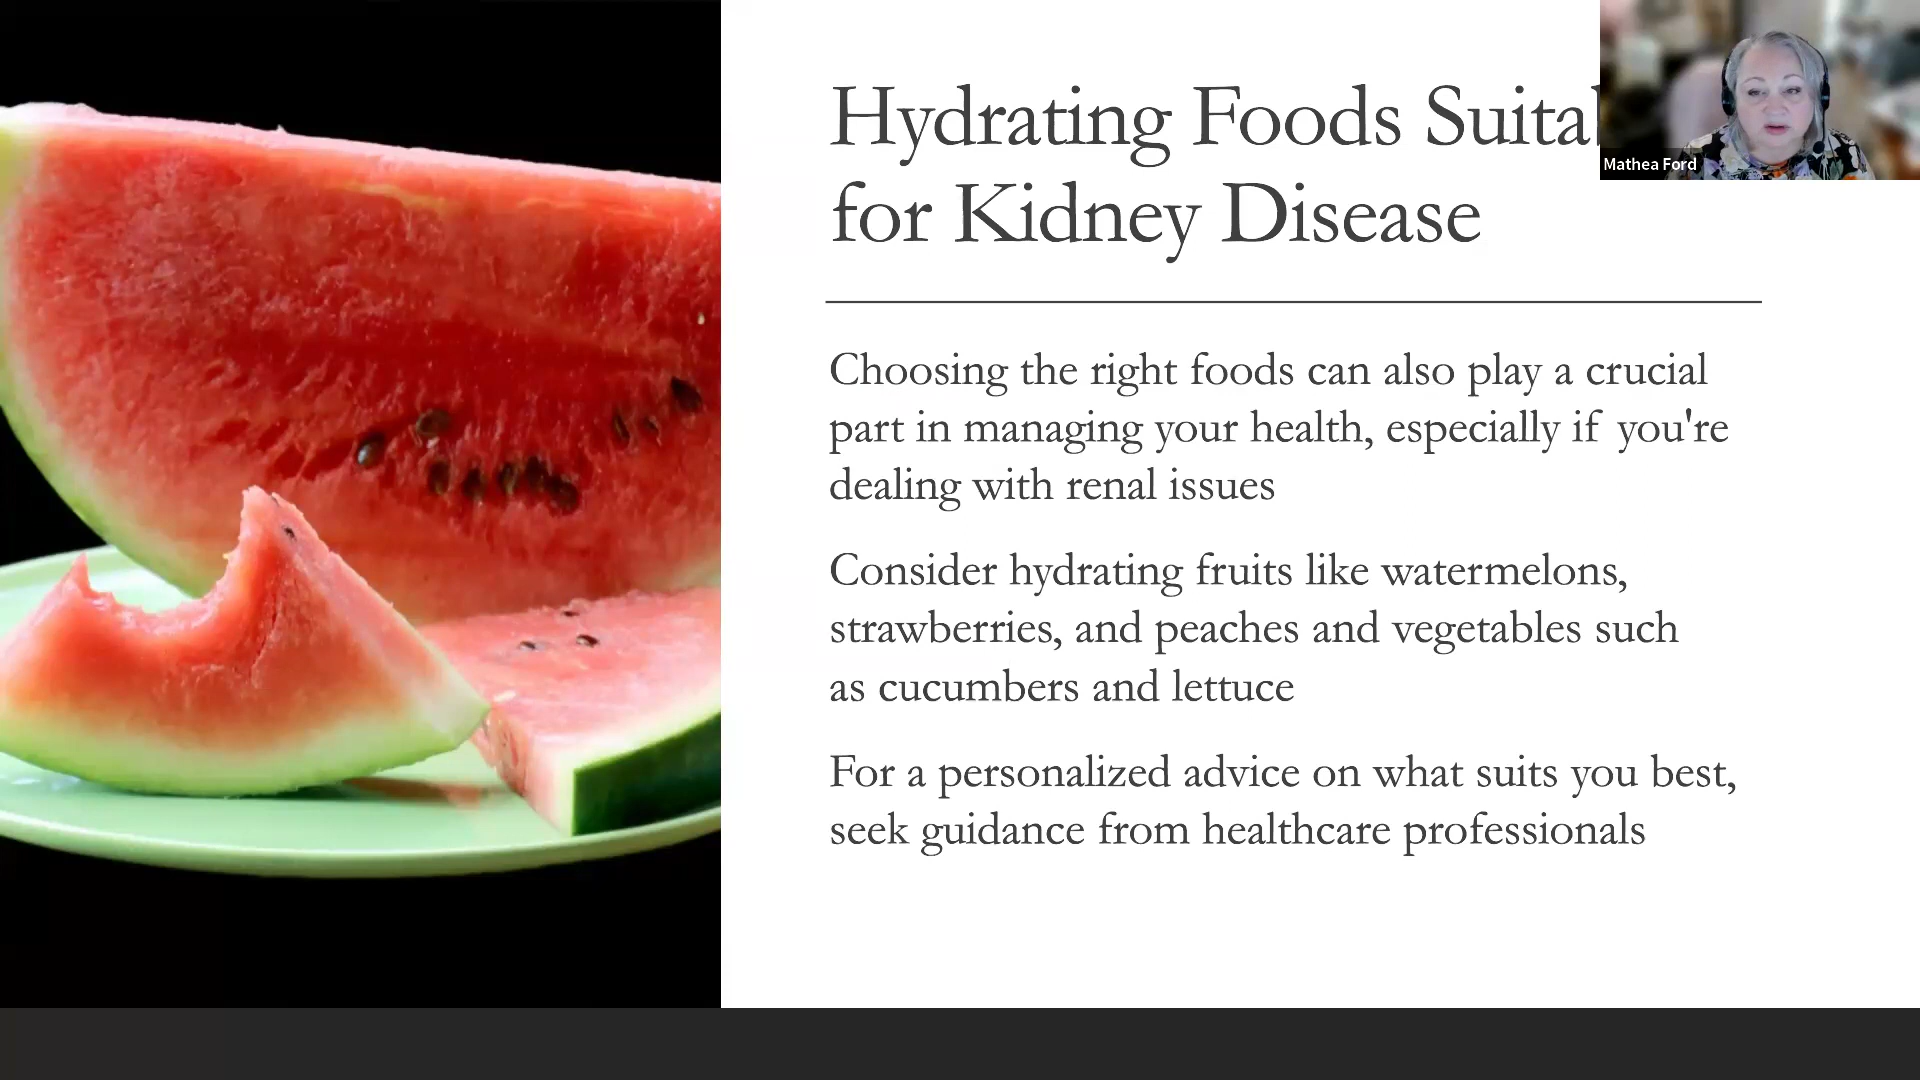 Hydrating Foods
for Kidney Disease
Mathea Ford
Choosing the right foods can also play a crucial
part in managing your health, especially if you're
dealing with renal issues
Consider hydrating fruits like watermelons,
strawberries, and peaches and vegetables such
as cucumbers and lettuce
For a personalized advice on what suits you best,
seek guidance from healthcare professionals